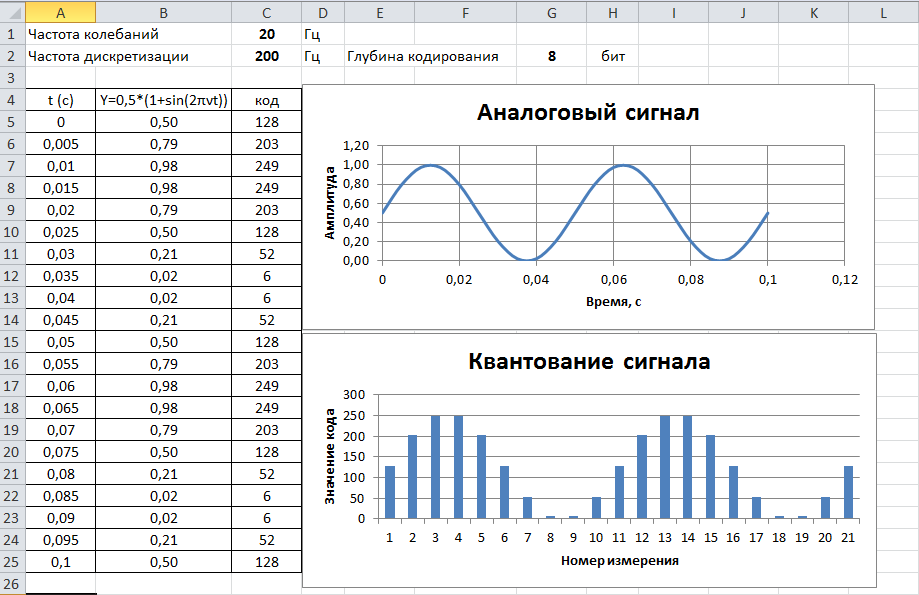 A B C D E F G H I J K L
1 Частота колебаний 20 Гц
2 Частота дискретизации 200 Гц Глубина кодирования 8 бит
3
4 t (c) Y=0,5*(1+sin(2πνt)) код
5 0 0,50 128
6 0,005 0,79 203
7 0,01 0,98 249
8 0,015 0,98 249
9 0,02 0,79 203
10 0,025 0,50 128
11 0,03 0,21 52
12 0,035 0,02 6
13 0,04 0,02 6
14 0,045 0,21 52
15 0,05 0,50 128
16 0,055 0,79 203
17 0,06 0,98 249
18 0,065 0,98 249
19 0,07 0,79 203
20 0,075 0,50 128
21 0,08 0,21 52
22 0,085 0,02 6
23 0,09 0,02 6
24 0,095 0,21 52
25 0,1 0,50 128
26
Аналоговый сигнал
Амплитуда
1,20
1,00
0,80
0,60
0,40
0,20
0,00
0 0,02 0,04 0,06 0,08 0,1 0,12
Время, с
Квантование сигнала
Значение кода
300
250
200
150
100
50
0
1 2 3 4 5 6 7 8 9 10 11 12 13 14 15 16 17 18 19 20 21
Номер измерения